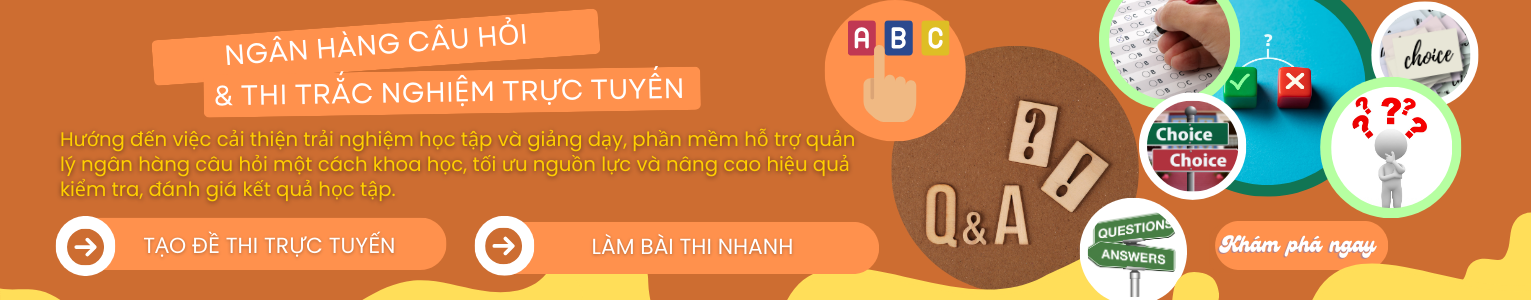 NGÂN HÀNG CÂU HỎI
& THI TRẮC NGHIỆM TRỰC TUYẾN
Hướng đến việc cải thiện trải nghiệm học tập và giảng dạy, phần mềm hỗ trợ quản
lý ngân hàng câu hỏi một cách khoa học, tối ưu nguồn lực và nâng cao hiệu quả
kiểm tra, đánh giá kết quả học tập.
TẠO ĐỀ THI TRỰC TUYẾN
LÀM BÀI THI NHANH
A B C
? !
Q & A
?
choice
Choice
Choice
? ? ? ? ?
QUESTIONS
ANSWERS
Khám phá ngay